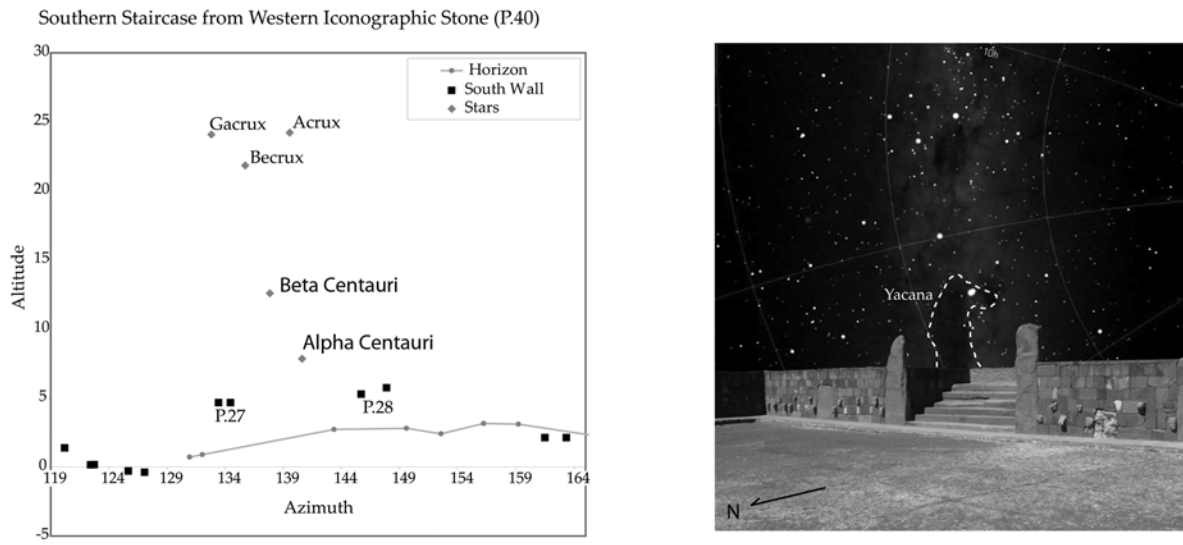 Southern Staircase from Western Iconographic Stone (P.40)
30
25
20
15
10
5
0
-5
Altitude
Horizon
South Wall
Stars
Gacrux
Acrux
Becrux
Beta Centauri
Alpha Centauri
P.27
P.28
119 124 129 134 139 144 149 154 159 164
Azimuth
10h
Yacana
N